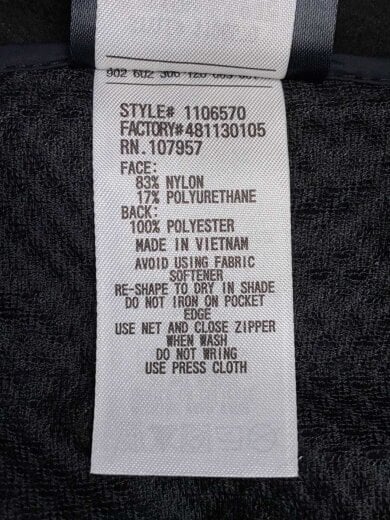 STYLE# 1106570
FACTORY#481130105
RN.107957
FACE:
83% NYLON
17% POLYURETHANE
BACK:
100% POLYESTER
MADE IN VIETNAM
AVOID USING FABRIC
SOFTENER
RE-SHAPE TO DRY IN SHADE
DO NOT IRON ON POCKET
EDGE
USE NET AND CLOSE ZIPPER
WHEN WASH
DO NOT WRING
USE PRESS CLOTH